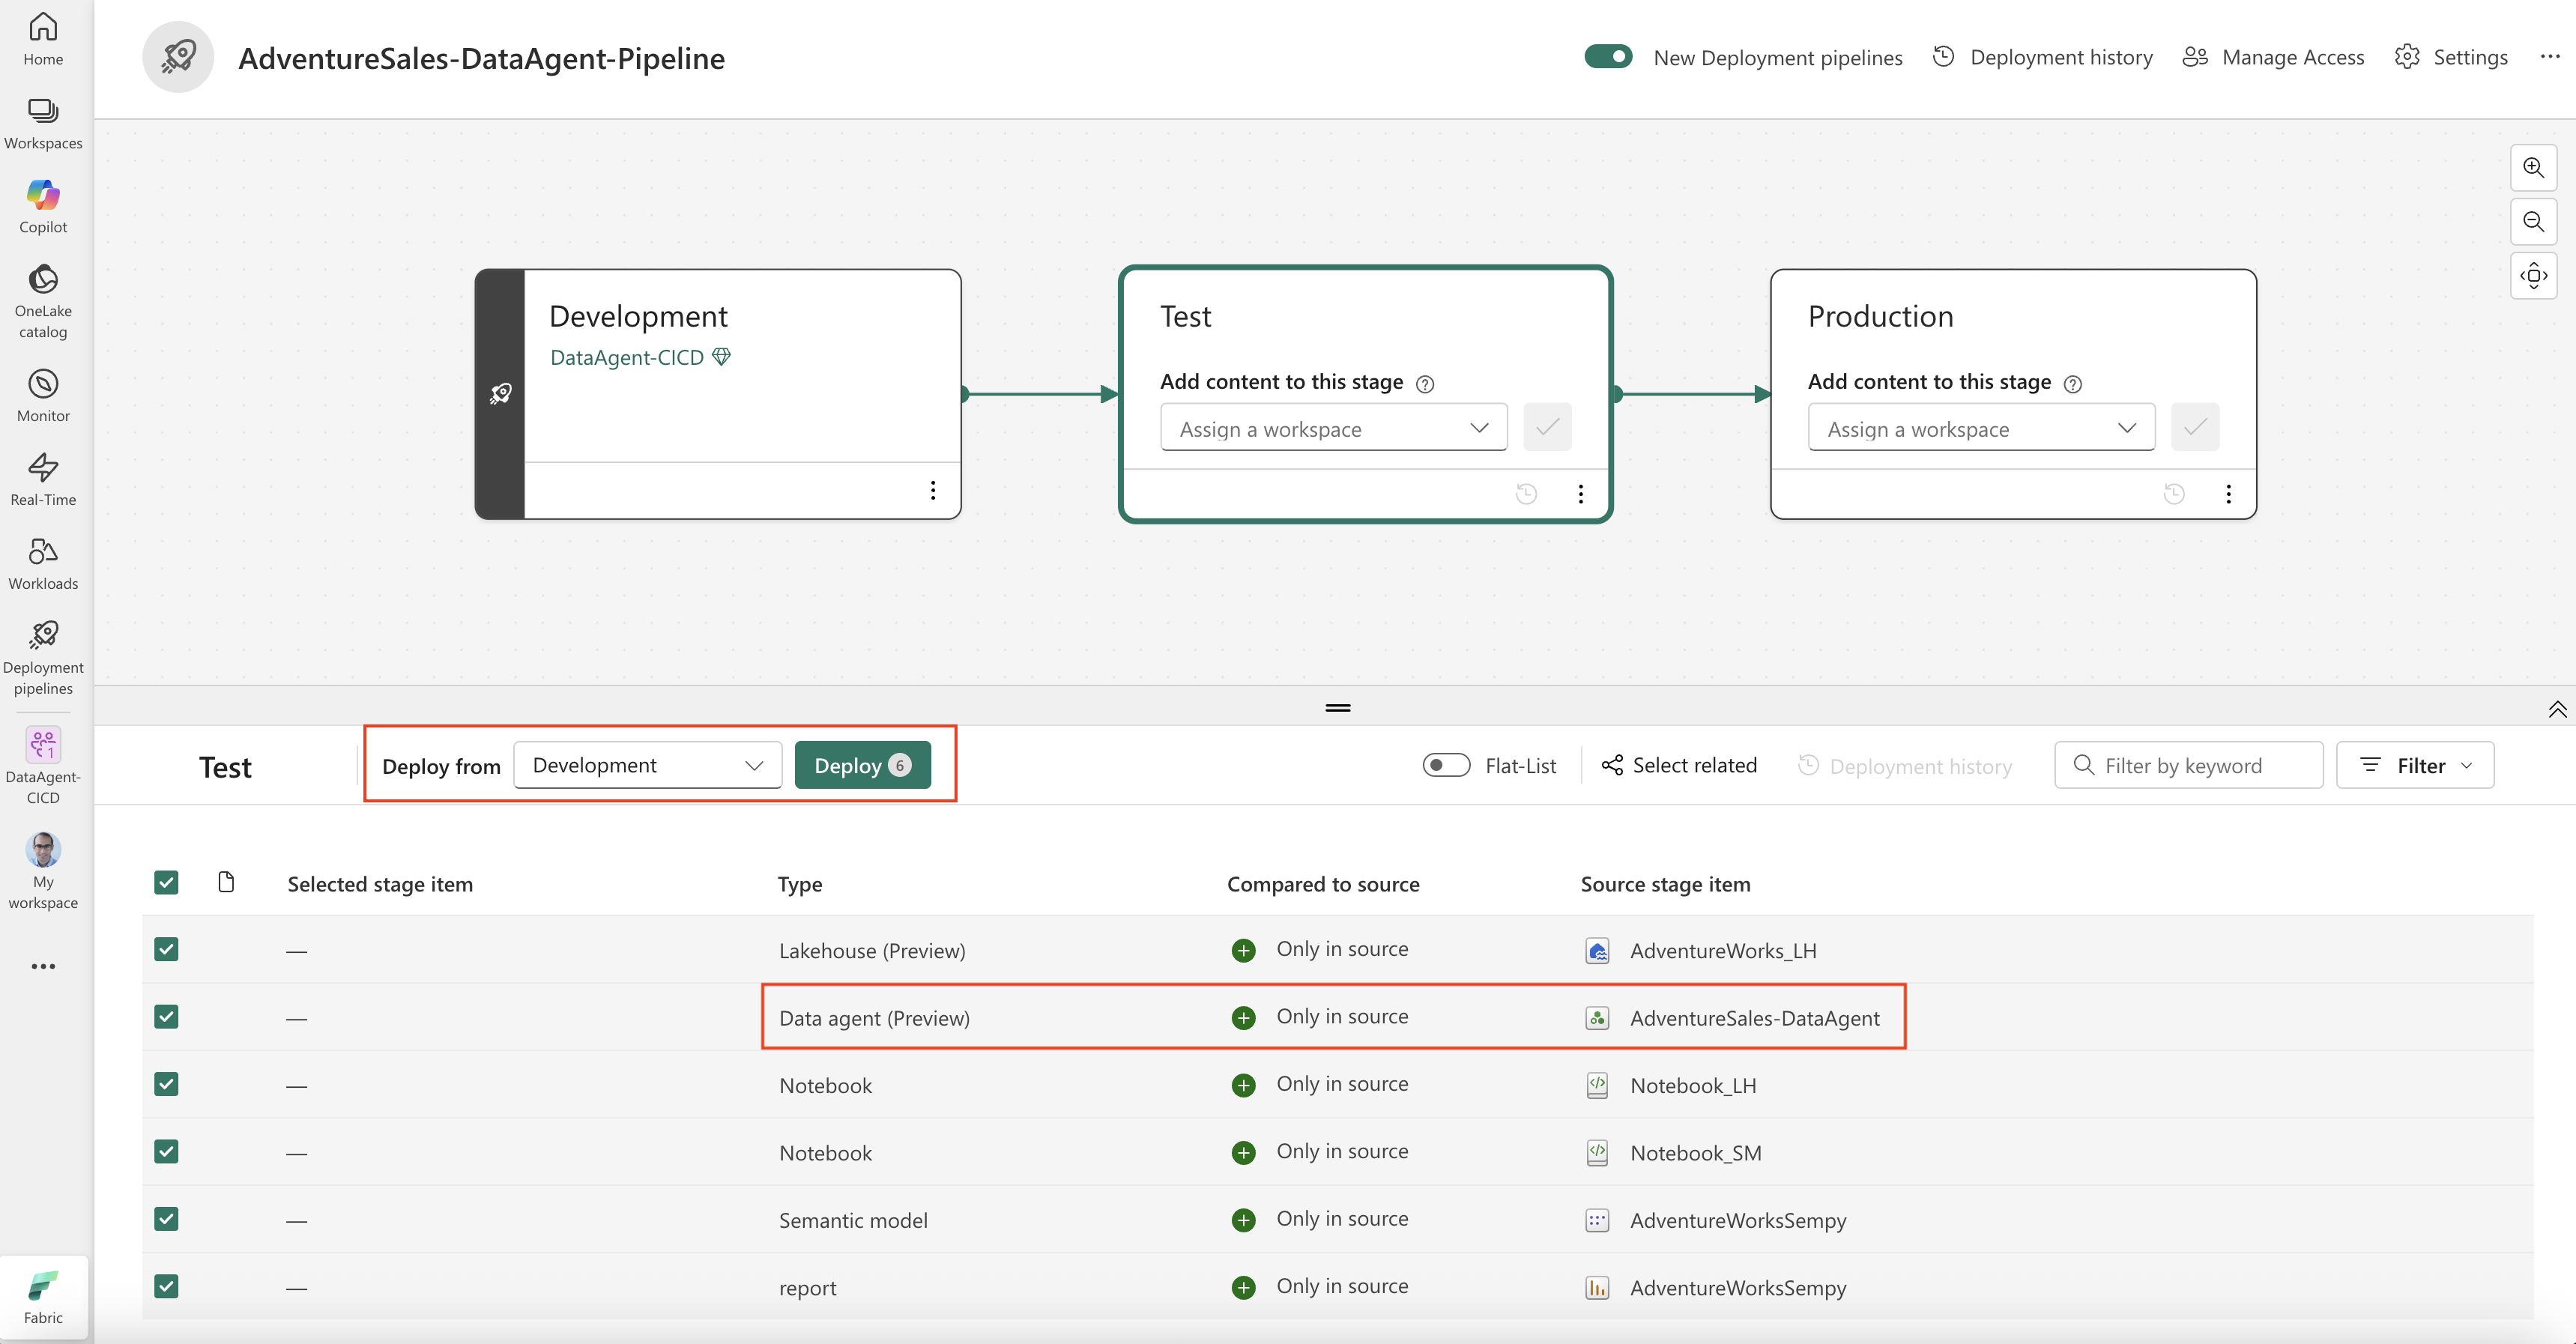 Home
Workspaces
Copilot
OneLake
catalog
Monitor
Real-Time
Workloads
Deployment
pipelines
1
DataAgent-
CICD
My
workspace
Fabric
AdventureSales-DataAgent-Pipeline
New Deployment pipelines
Deployment history
Manage Access
Settings
Development
DataAgent-CICD
Test
Add content to this stage
Assign a workspace
Production
Add content to this stage
Assign a workspace
Test
Deploy from
Development
Deploy 6
Flat-List
Select related
Deployment history
Filter by keyword
Filter
Selected stage item Type Compared to source Source stage item
— Lakehouse (Preview) Only in source AdventureWorks_LH
— Data agent (Preview) Only in source AdventureSales-DataAgent
— Notebook Only in source Notebook_LH
— Notebook Only in source Notebook_SM
— Semantic model Only in source AdventureWorksSempy
— report Only in source AdventureWorksSempy